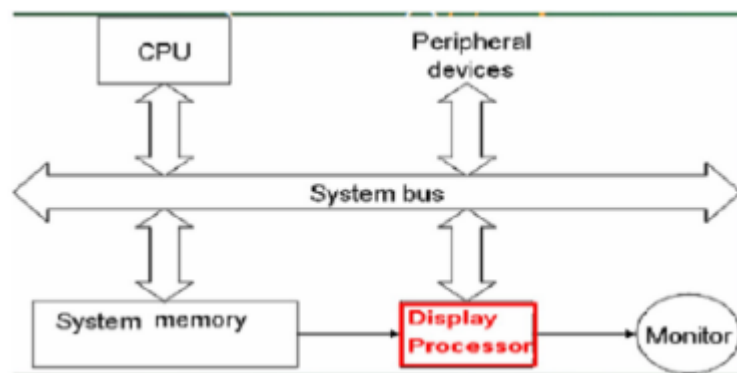 CPU
Peripheral
devices
System bus
System memory
Display
Processor
Monitor